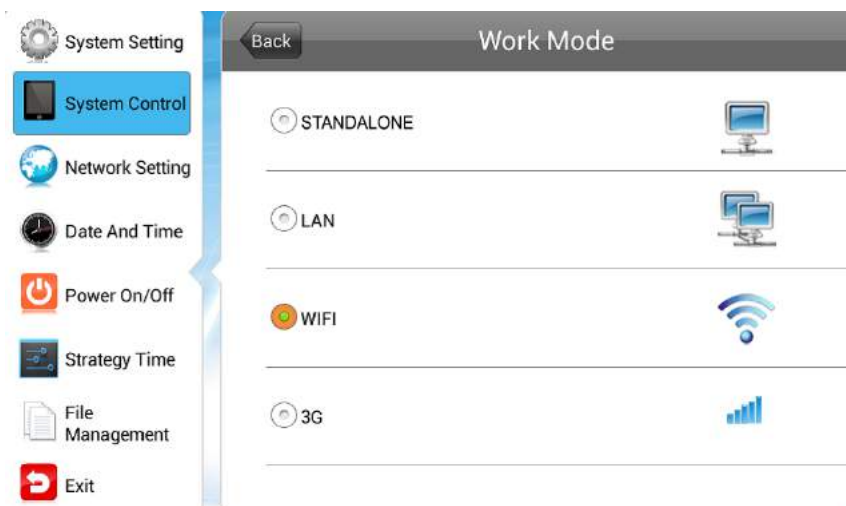 System Setting
System Control
Network Setting
Date And Time
Power On/Off
Strategy Time
File
Management
Exit
Back
Work Mode
STANDALONE
LAN
WIFI
3G